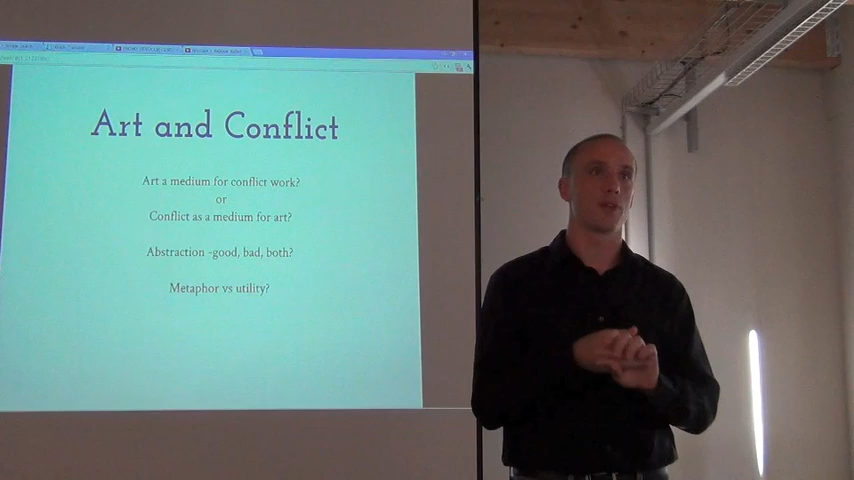 Art and Conflict
Art a medium for conflict work?
or
Conflict as a medium for art?
Abstraction -good, bad, both?
Metaphor vs utility?